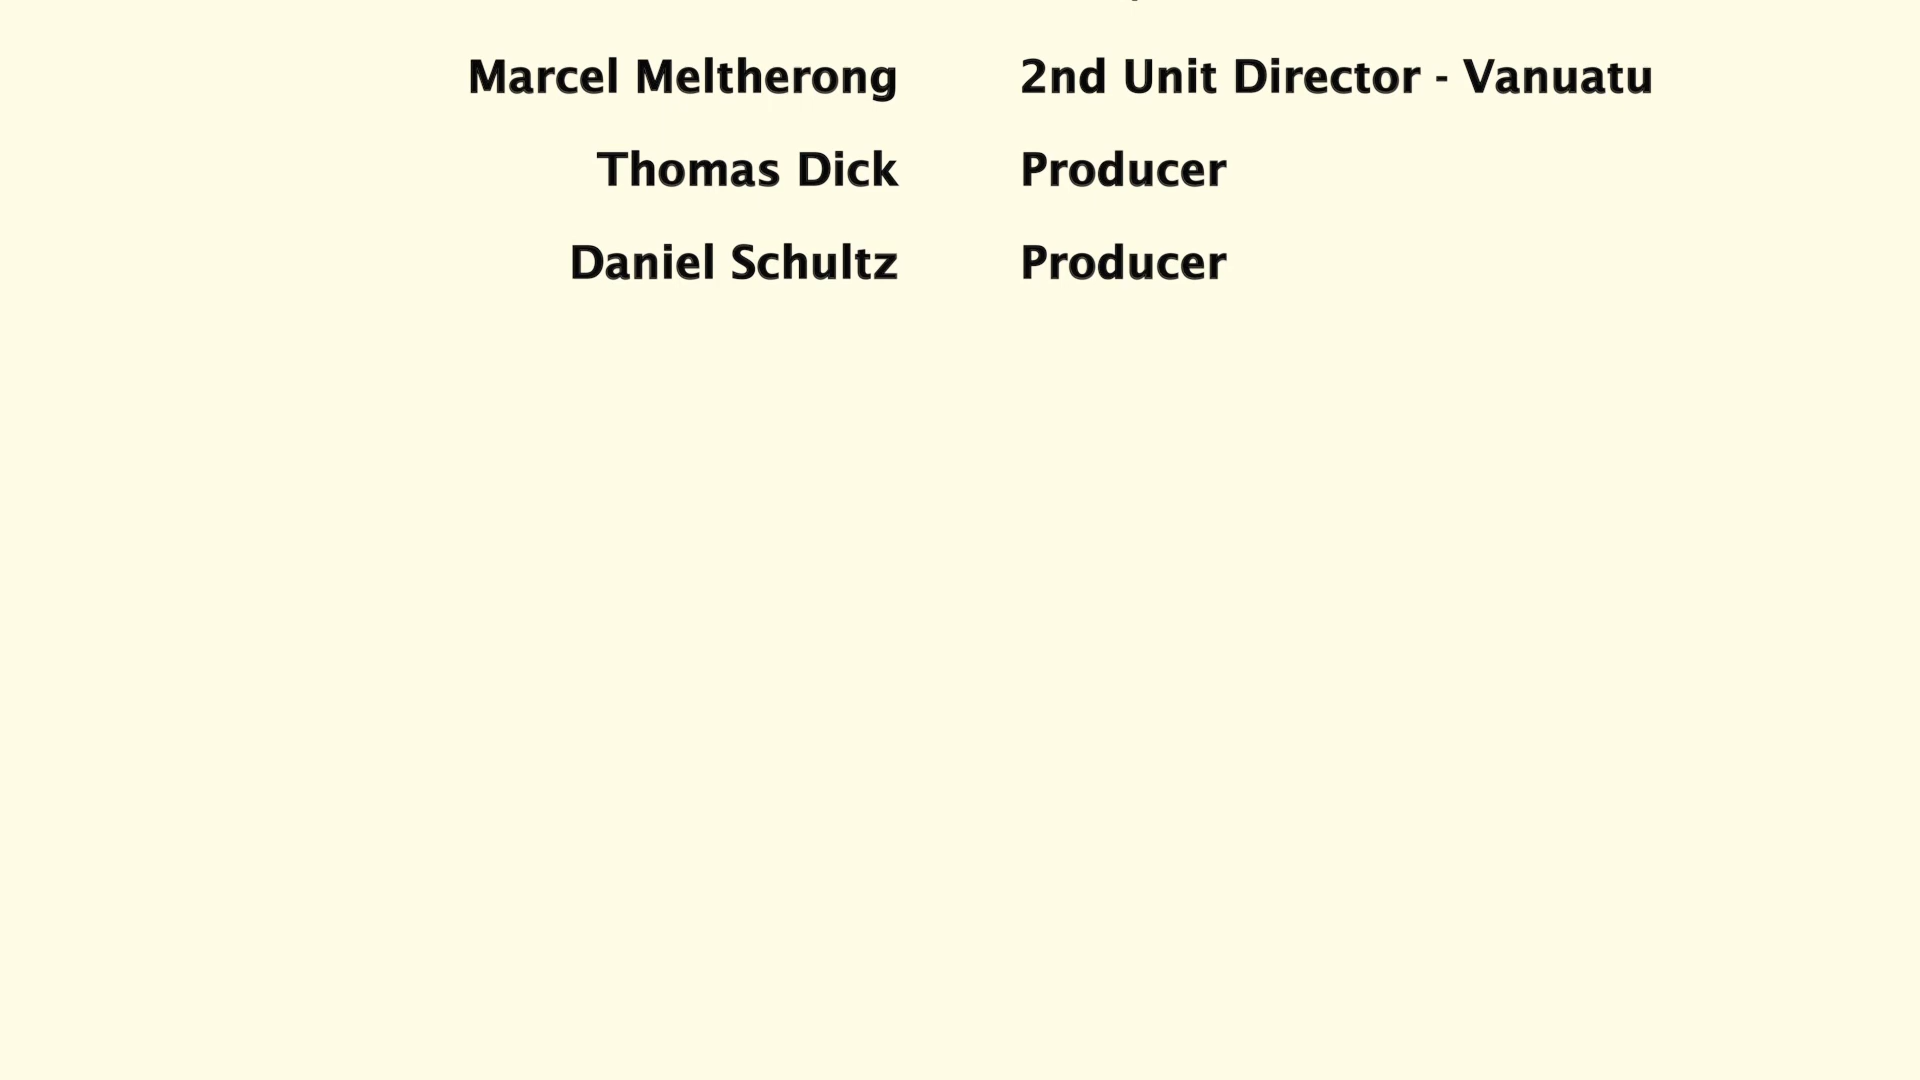 Marcel Meltherong 2nd Unit Director - Vanuatu
Thomas Dick Producer
Daniel Schultz Producer